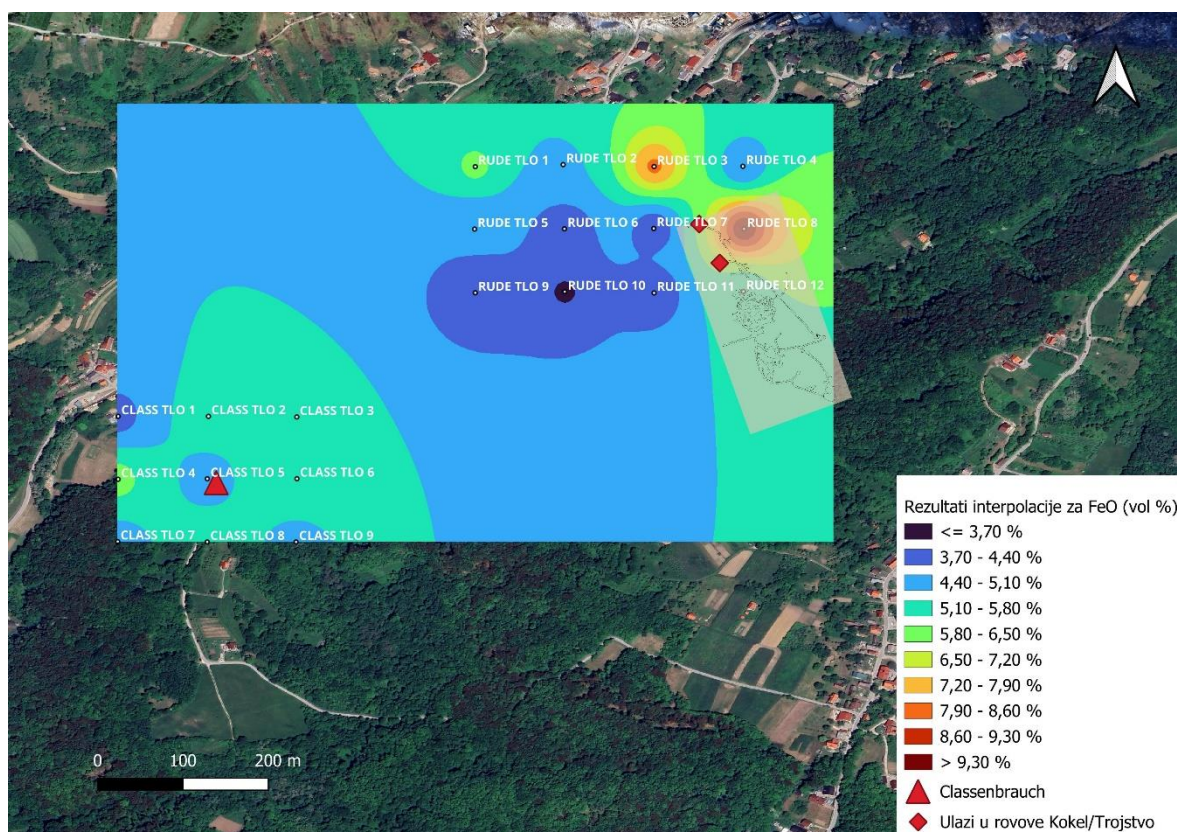 RUDE TLO 1
RUDE TLO 2
RUDE TLO 3
RUDE TLO 4
RUDE TLO 5
RUDE TLO 6
RUDE TLO 7
RUDE TLO 8
RUDE TLO 9
RUDE TLO 10
RUDE TLO 11
RUDE TLO 12
CLASS TLO 1
CLASS TLO 2
CLASS TLO 3
CLASS TLO 4
CLASS TLO 5
CLASS TLO 6
CLASS TLO 7
CLASS TLO 8
CLASS TLO 9
0 100 200 m
Rezultati interpolacije za FeO (vol %)
<= 3,70 %
3,70 - 4,40 %
4,40 - 5,10 %
5,10 - 5,80 %
5,80 - 6,50 %
6,50 - 7,20 %
7,20 - 7,90 %
7,90 - 8,60 %
8,60 - 9,30 %
> 9,30 %
Classenbrauch
Ulazi u rovove Kokel/Trojstvo